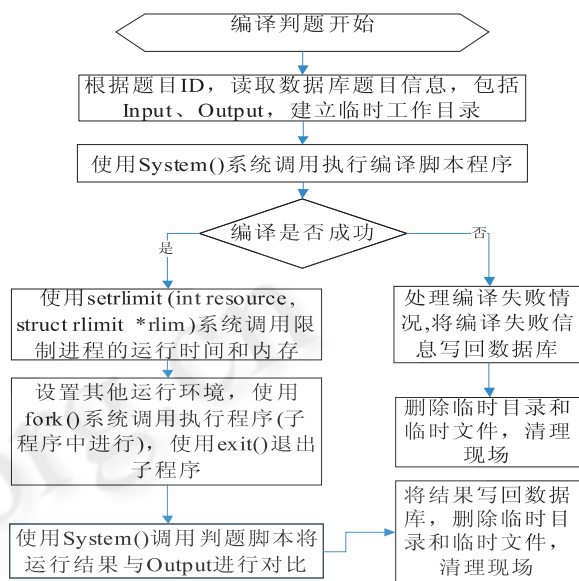 编译判题开始
根据题目ID，读取数据库题目信息，包括
Input、Output，建立临时工作目录
使用System()系统调用执行编译脚本程序
编译是否成功
是
否
使用setrlimit(int resource,
struct rlimit *rlim)系统调用限
制进程的运行时间和内存
处理编译失败情
况,将编译失败信
息写回数据库
设置其他运行环境，使用
fork()系统调用执行程序(子
程序中进行)，使用exit()退出
子程序
删除临时目录和
临时文件，清理
现场
使用System()调用判题脚本将
运行结果与Output进行对比
将结果写回数据
库，删除临时目
录和临时文件，
清理现场